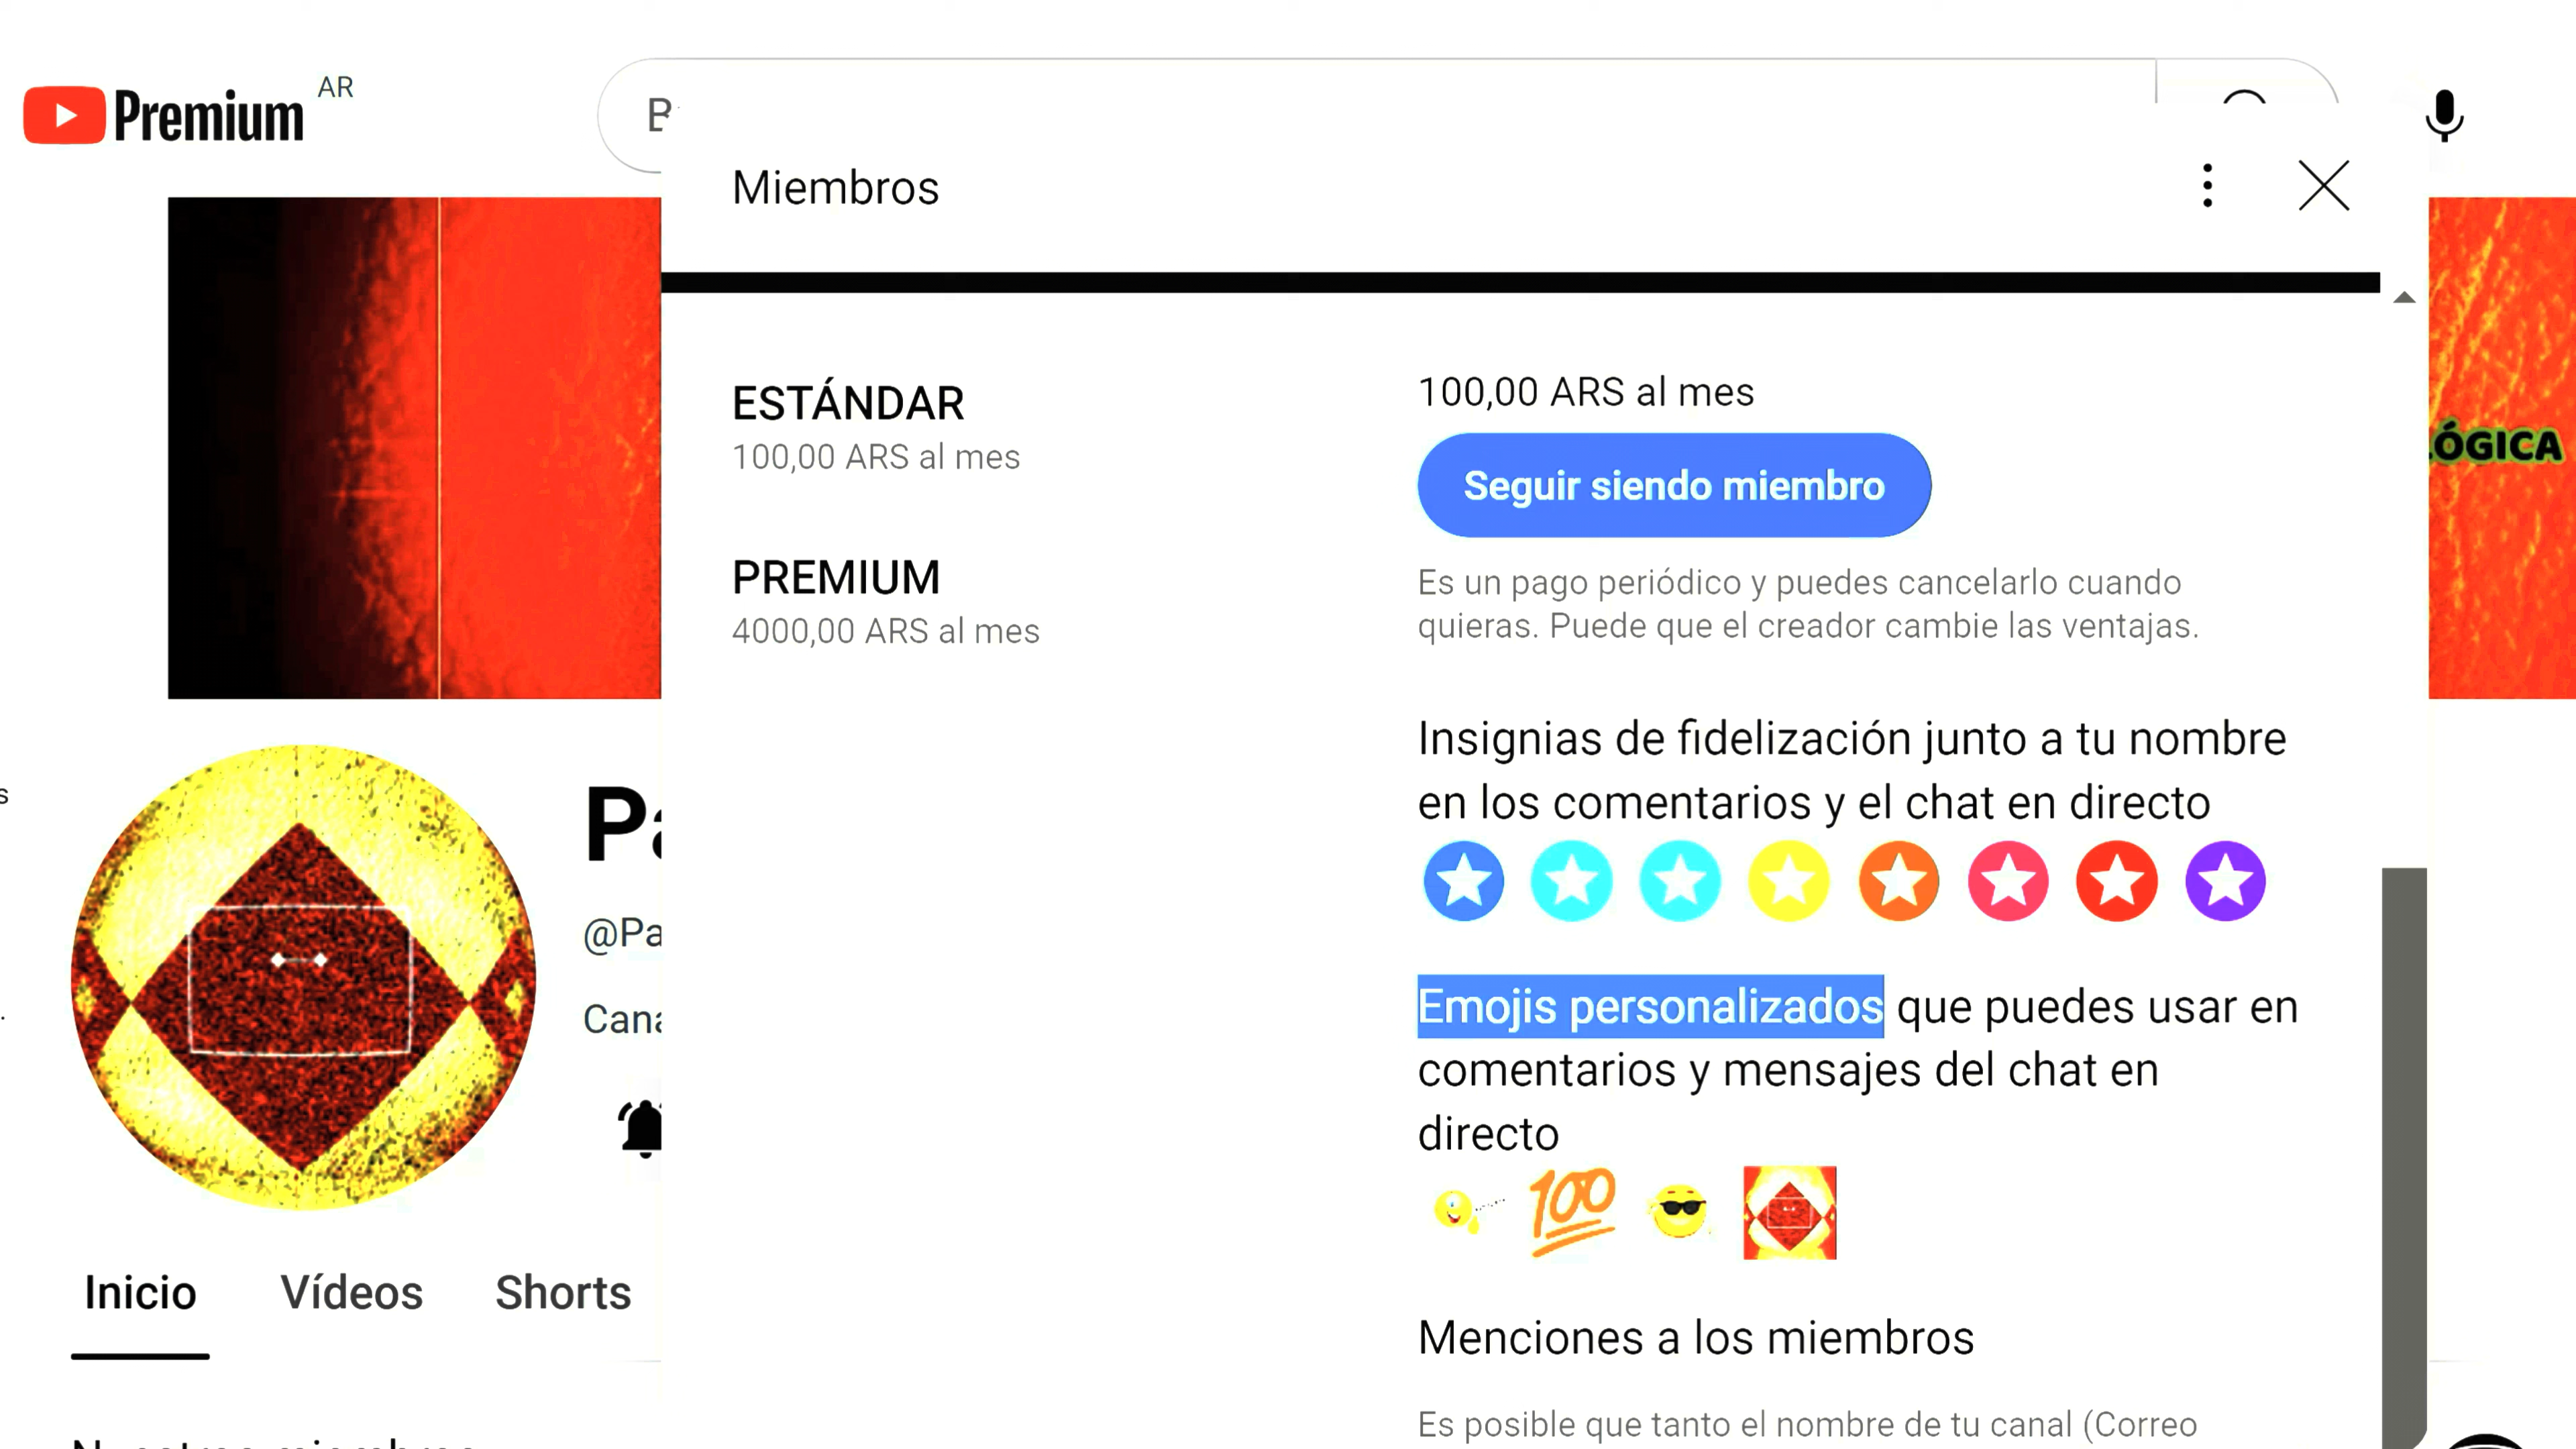 Premium AR
Miembros
ÓGICA
ESTÁNDAR
100,00 ARS al mes
PREMIUM
4000,00 ARS al mes
100,00 ARS al mes
Seguir siendo miembro
Es un pago periódico y puedes cancelarlo cuando
quieras. Puede que el creador cambie las ventajas.
Insignias de fidelización junto a tu nombre
en los comentarios y el chat en directo
Emojis personalizados que puedes usar en
comentarios y mensajes del chat en
directo
100
Menciones a los miembros
Es posible que tanto el nombre de tu canal (Correo
Pa
@Pa
Cana
Inicio
Vídeos
Shorts